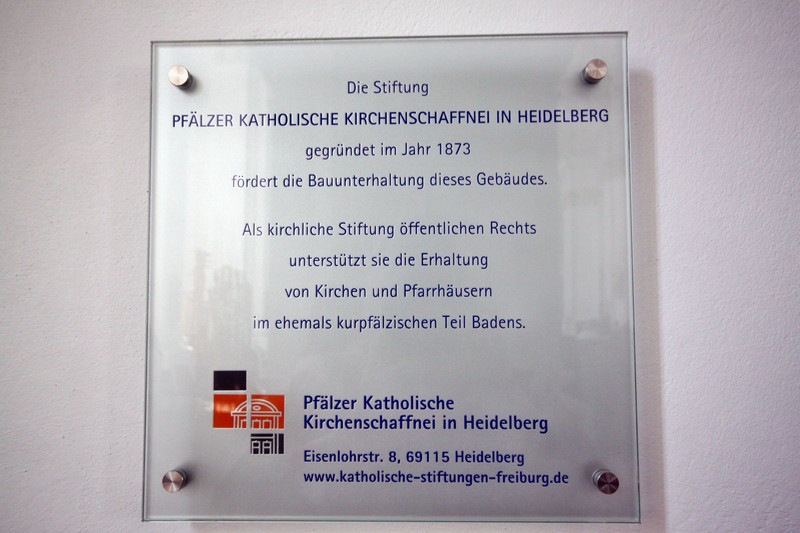 Die Stiftung
PFÄLZER KATHOLISCHE KIRCHENSCHAFFNEI IN HEIDELBERG
gegründet im Jahr 1873
fördert die Bauunterhaltung dieses Gebäudes.
Als kirchliche Stiftung öffentlichen Rechts
unterstützt sie die Erhaltung
von Kirchen und Pfarrhäusern
im ehemals kurpfälzischen Teil Badens.
Pfälzer Katholische
Kirchenschaffnei in Heidelberg
Eisenlohrstr. 8, 69115 Heidelberg
www.katholische-stiftungen-freiburg.de